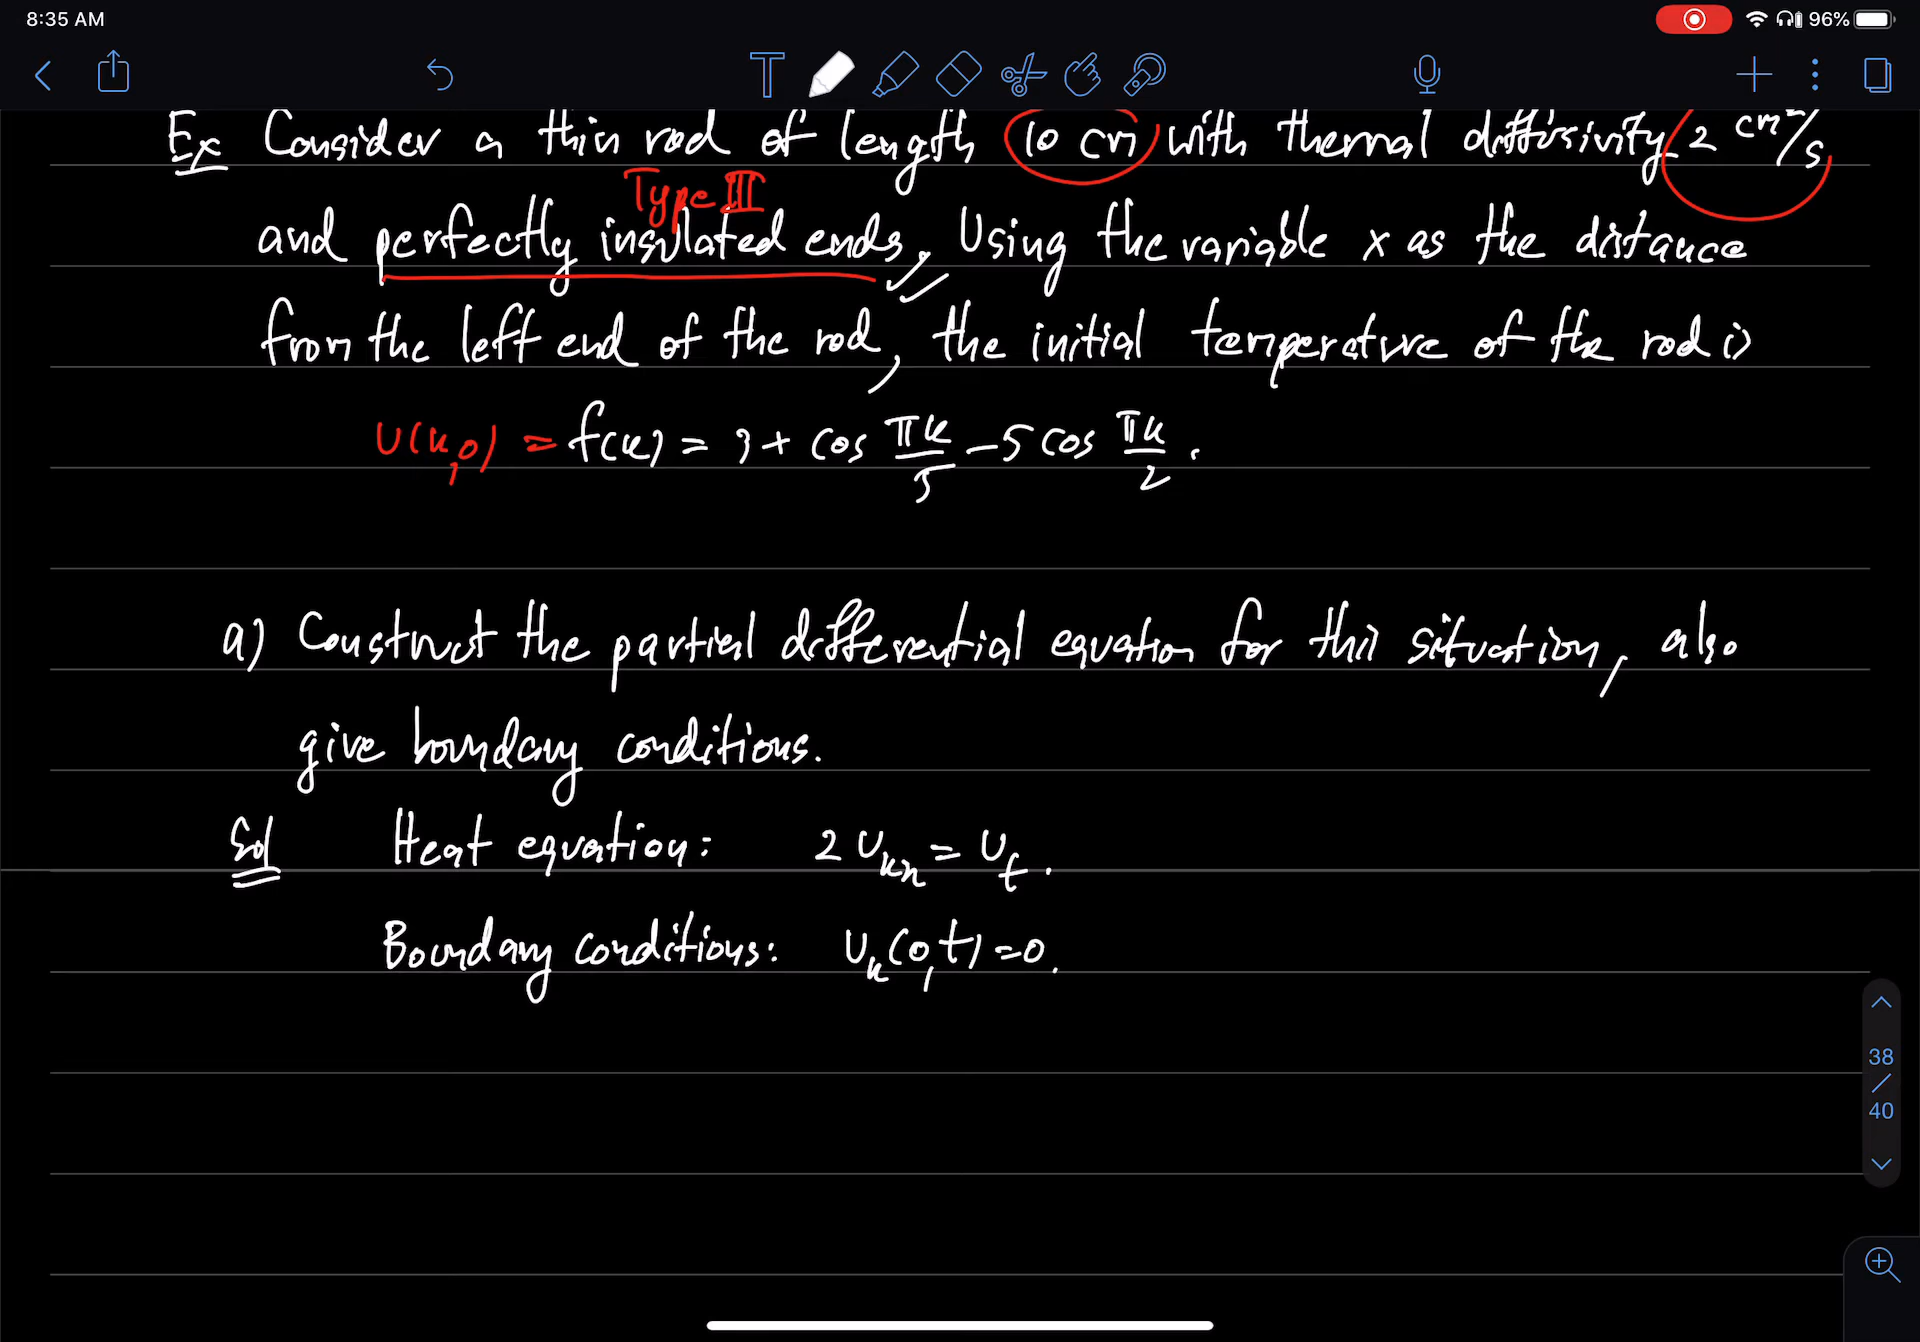 8:35 AM
96%
Ex Consider a thin rod of length 10 cm with thermal diffusivity 2 cm²/s
Type III
and perfectly insulated ends. Using the variable x as the distance
from the left end of the rod, the initial temperature of the rod is
u(x,0) = f(x) = 3 + cos πx/5 - 5 cos πx/2.
a) Construct the partial differential equation for this situation, also
give boundary conditions.
Sol Heat equation: 2 Uxx = Ut.
Boundary conditions: Ux(0,t) = 0.
38
/
40